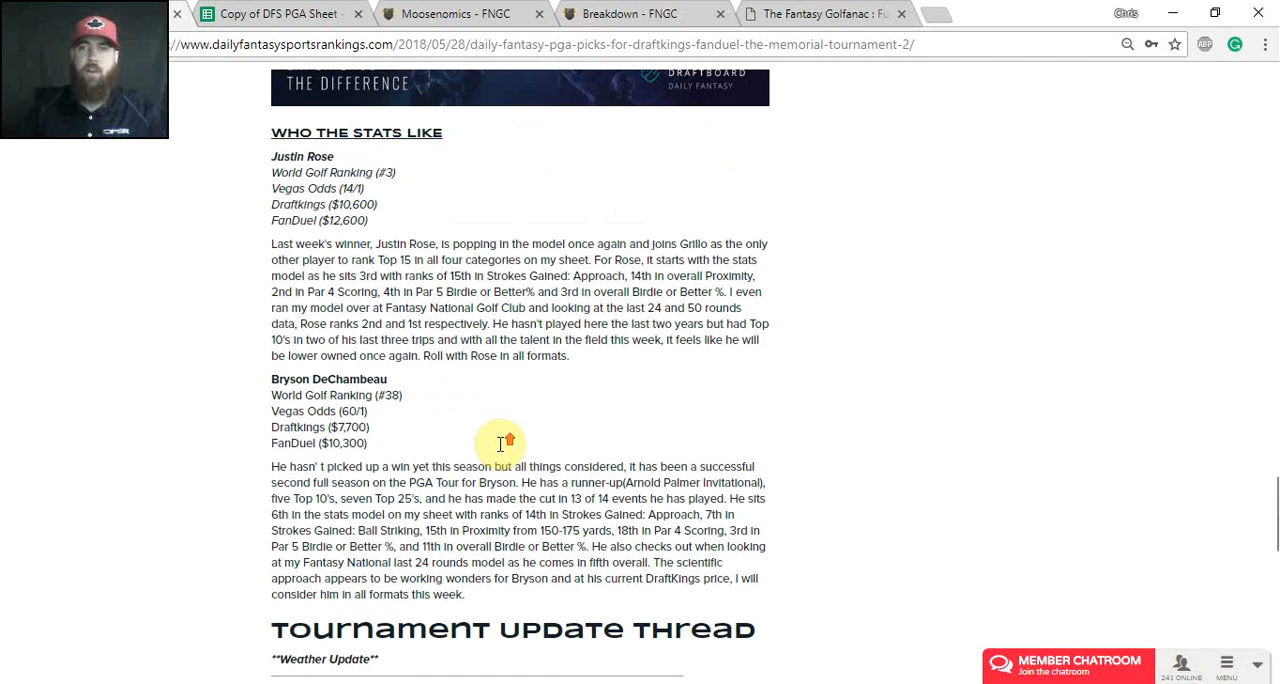 Chris
Copy of DFS PGA Sheet -
Moosenomics - FNGC
Breakdown - FNGC
The Fantasy Golfanac : Fu
//www.dailyfantasysportsrankings.com/2018/05/28/daily-fantasy-pga-picks-for-draftkings-fanduel-the-memorial-tournament-2/
ABP
THE DIFFERENCE
DRAFTBOARD
DAILY FANTASY
DFSR
WHO THE STATS LIKE
Justin Rose
World Golf Ranking (#3)
Vegas Odds (14/1)
Draftkings ($10,600)
FanDuel ($12,600)
Last week's winner, Justin Rose, is popping in the model once again and joins Grillo as the only
other player to rank Top 15 in all four categories on my sheet. For Rose, it starts with the stats
model as he sits 3rd with ranks of 15th in Strokes Gained: Approach, 14th in overall Proximity,
2nd in Par 4 Scoring, 4th in Par 5 Birdie or Better% and 3rd in overall Birdie or Better %. I even
ran my model over at Fantasy National Golf Club and looking at the last 24 and 50 rounds
data, Rose ranks 2nd and 1st respectively. He hasn't played here the last two years but had Top
10's in two of his last three trips and with all the talent in the field this week, it feels like he will
be lower owned once again. Roll with Rose in all formats.
Bryson DeChambeau
World Golf Ranking (#38)
Vegas Odds (60/1)
Draftkings ($7,700)
FanDuel ($10,300)
He hasn' t picked up a win yet this season but all things considered, it has been a successful
second full season on the PGA Tour for Bryson. He has a runner-up(Arnold Palmer Invitational),
five Top 10's, seven Top 25's, and he has made the cut in 13 of 14 events he has played. He sits
6th in the stats model on my sheet with ranks of 14th in Strokes Gained: Approach, 7th in
Strokes Gained: Ball Striking, 15th in Proximity from 150-175 yards, 18th in Par 4 Scoring, 3rd in
Par 5 Birdie or Better %, and 11th in overall Birdie or Better %. He also checks out when looking
at my Fantasy National last 24 rounds model as he comes in fifth overall. The scientific
approach appears to be working wonders for Bryson and at his current DraftKings price, I will
consider him in all formats this week.
Tournament Update Thread
**Weather Update**
MEMBER CHATROOM
Join the chatroom
241 ONLINE
MENU